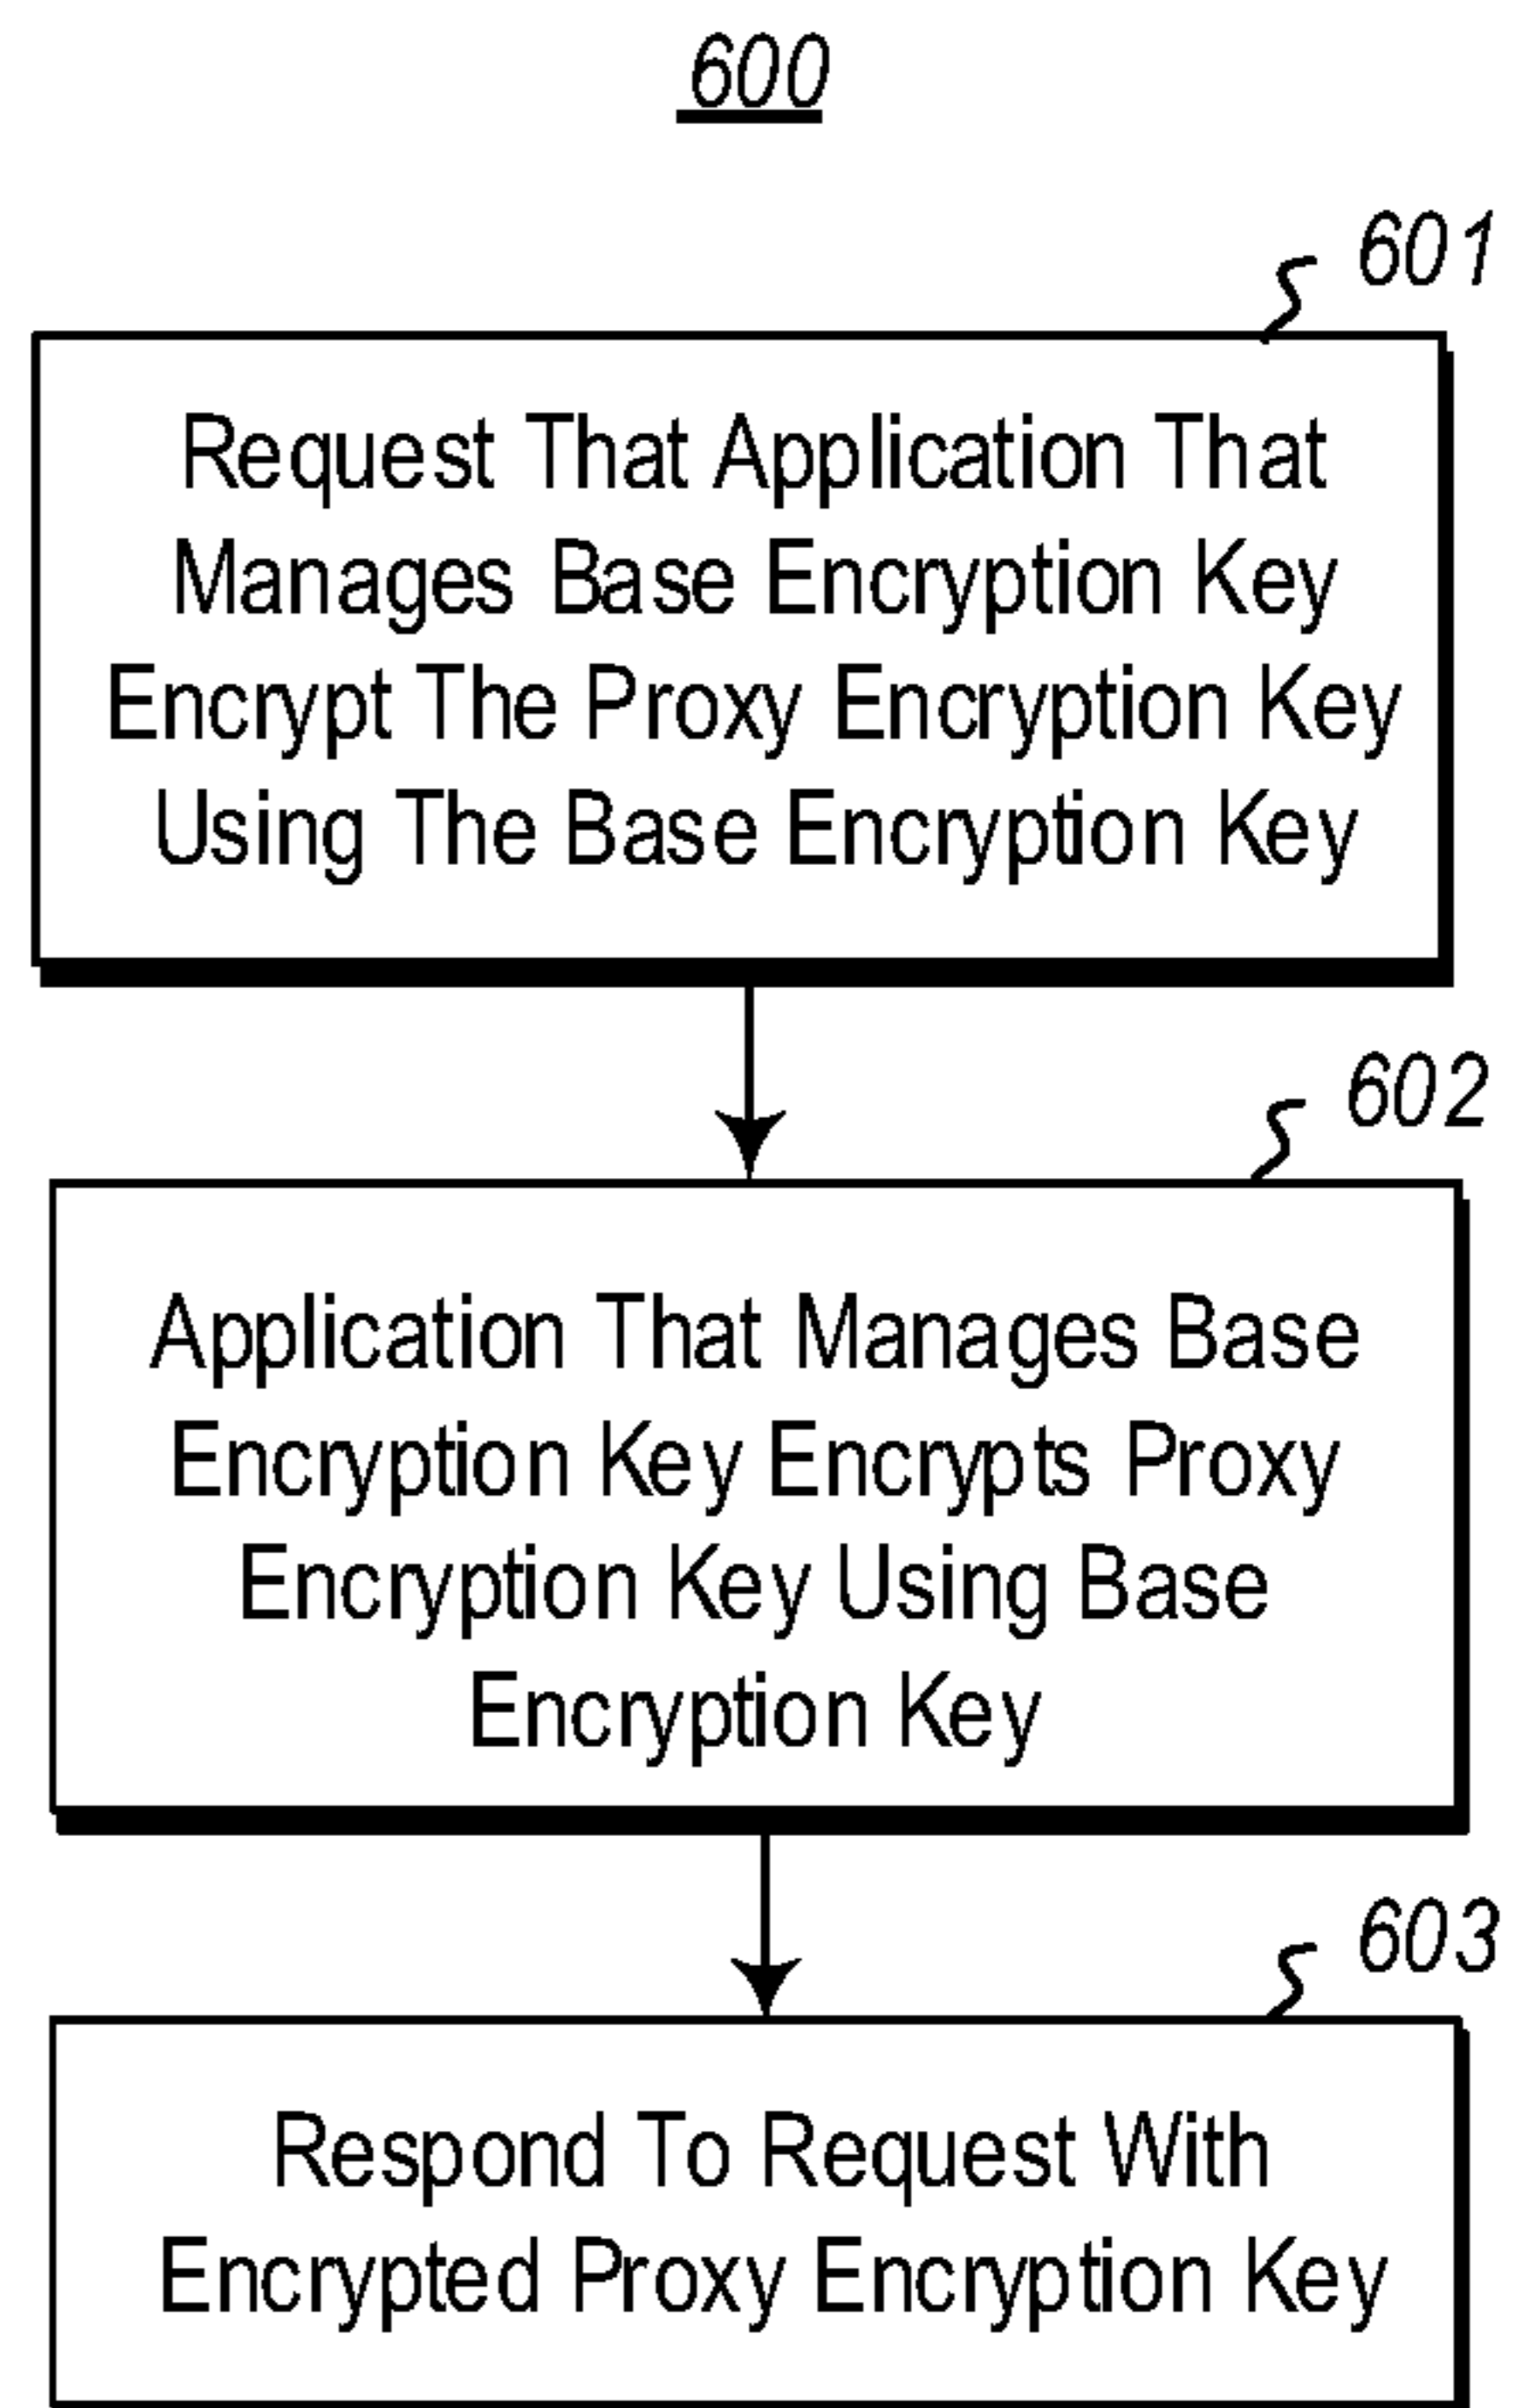 600
601
Request That Application That
Manages Base Encryption Key
Encrypt The Proxy Encryption Key
Using The Base Encryption Key
602
Application That Manages Base
Encryption Key Encrypts Proxy
Encryption Key Using Base
Encryption Key
603
Respond To Request With
Encrypted Proxy Encryption Key